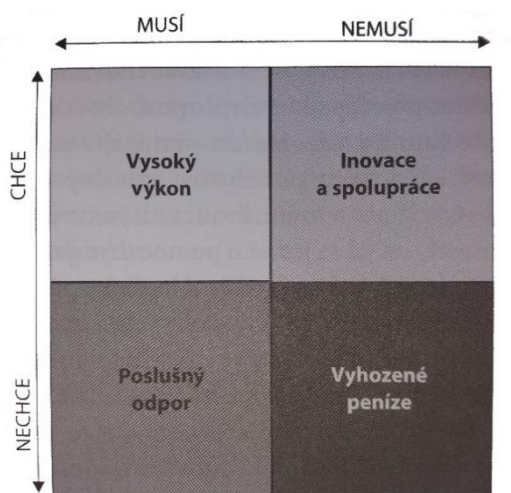 MUSÍ
NEMUSÍ
CHCE
Vysoký
výkon
Inovace
a spolupráce
NECHCE
Poslušný
odpor
Vyhozené
peníze